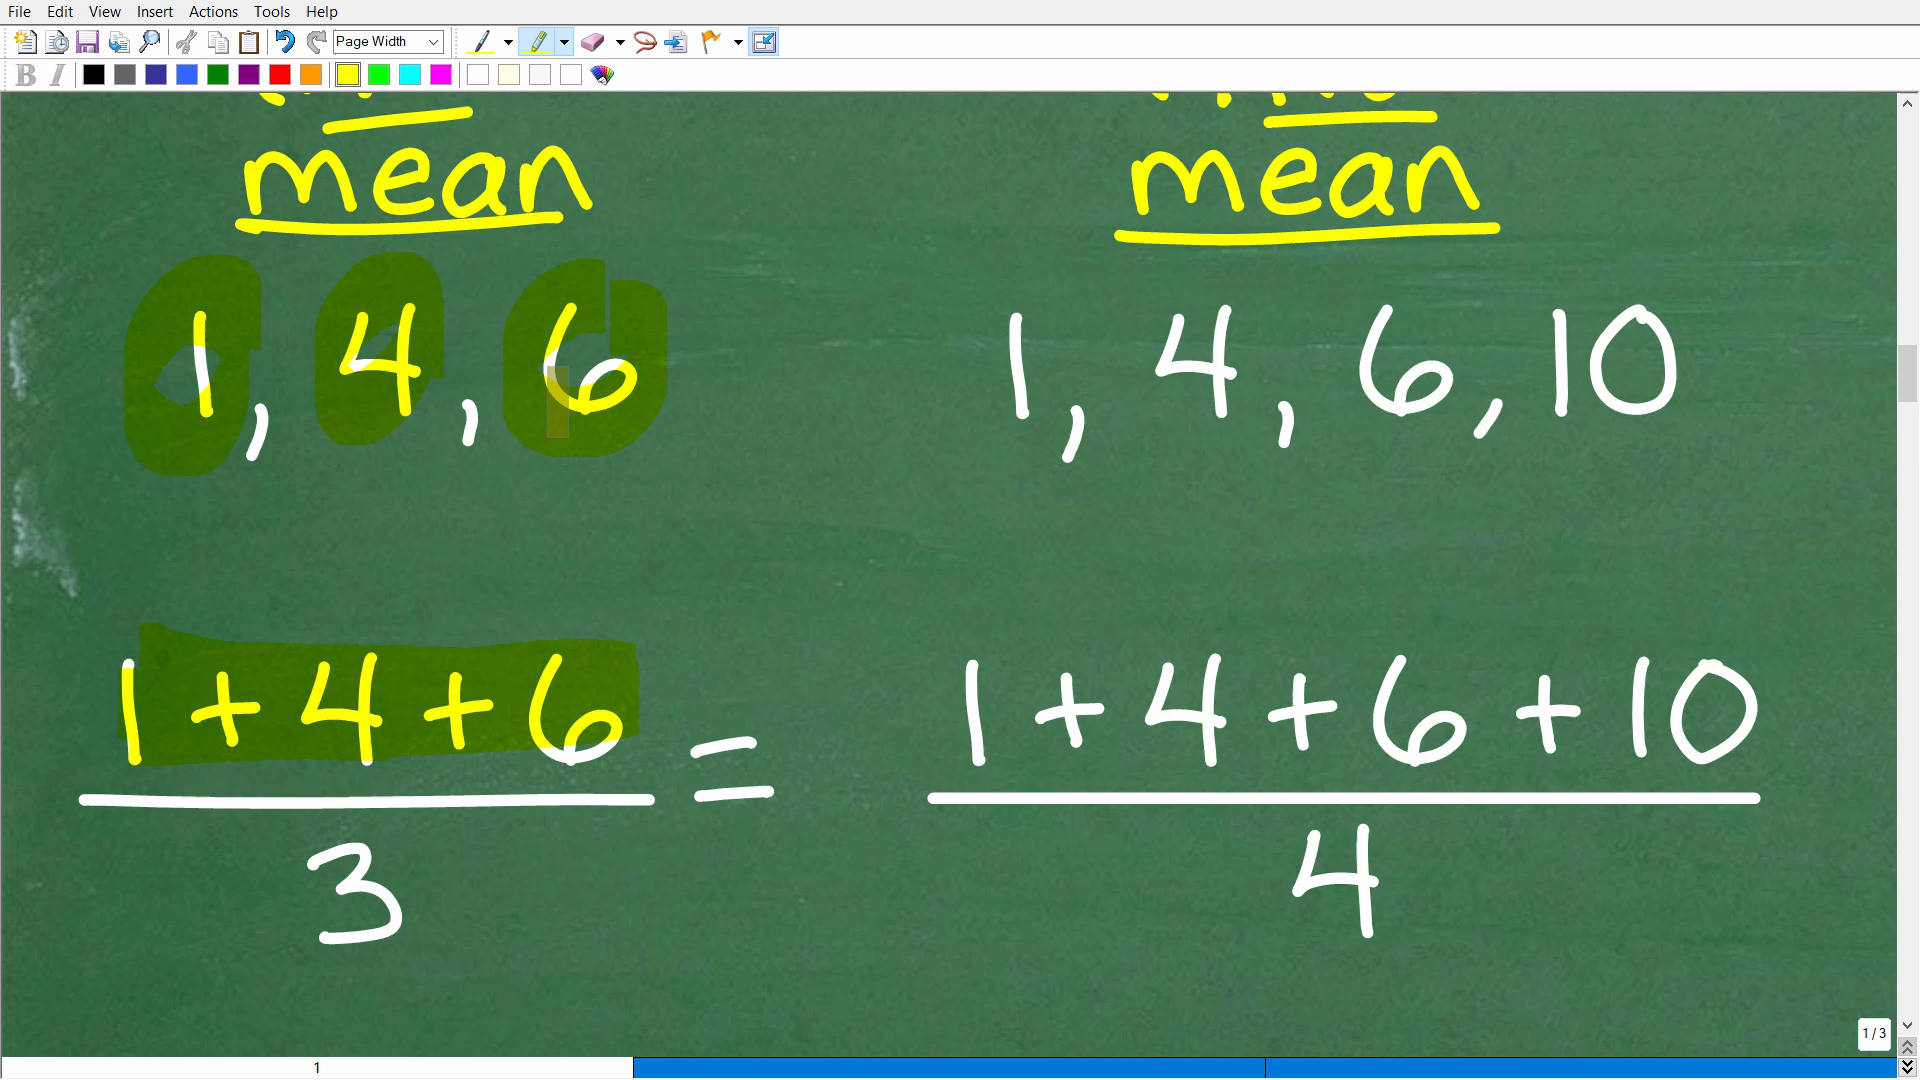 File Edit View Insert Actions Tools Help
Page Width
B I
mean mean
1, 4, 6 1, 4, 6, 10
1 + 4 + 6 = 1 + 4 + 6 + 10
3 4
1 / 3
1